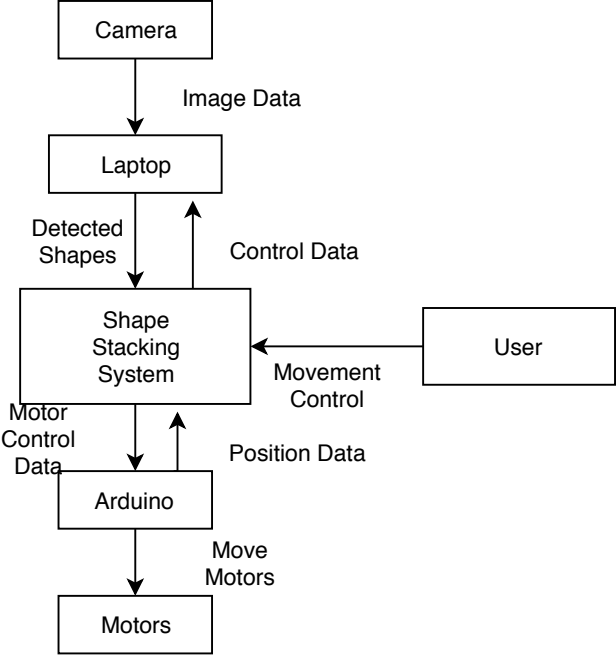 Camera
Image Data
Laptop
Detected
Shapes
Control Data
Shape
Stacking
System
User
Movement
Control
Motor
Control
Data
Position Data
Arduino
Move
Motors
Motors